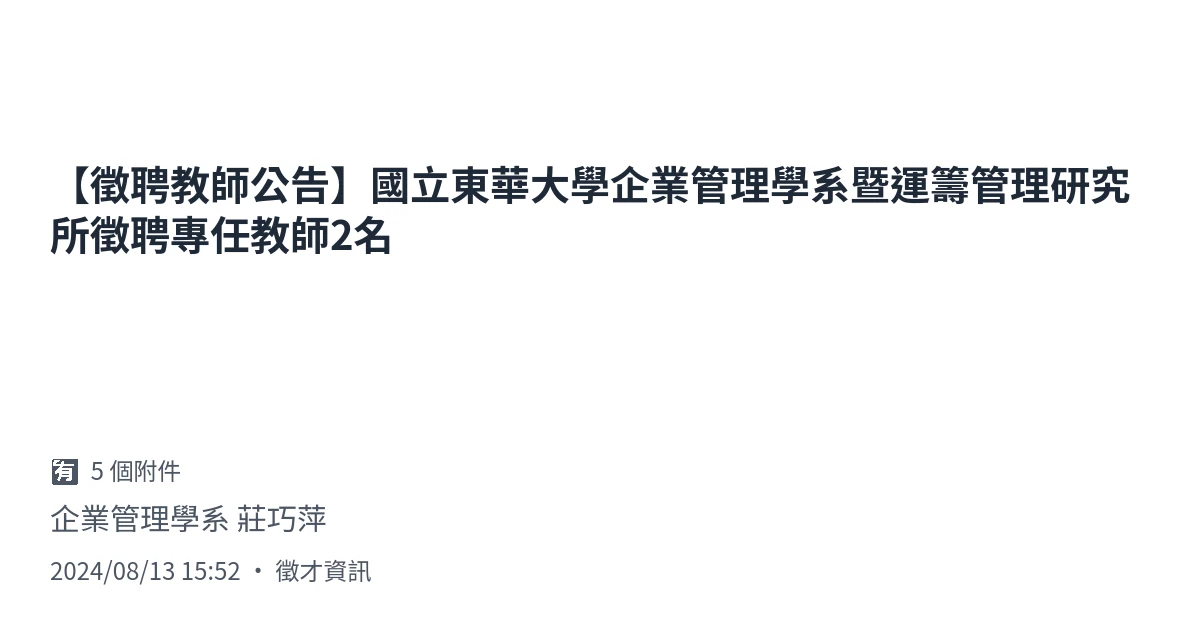 【徵聘教師公告】國立東華大學企業管理學系暨運籌管理研究
所徵聘專任教師2名
有 5 個附件
企業管理學系 莊巧萍
2024/08/13 15:52 • 徵才資訊